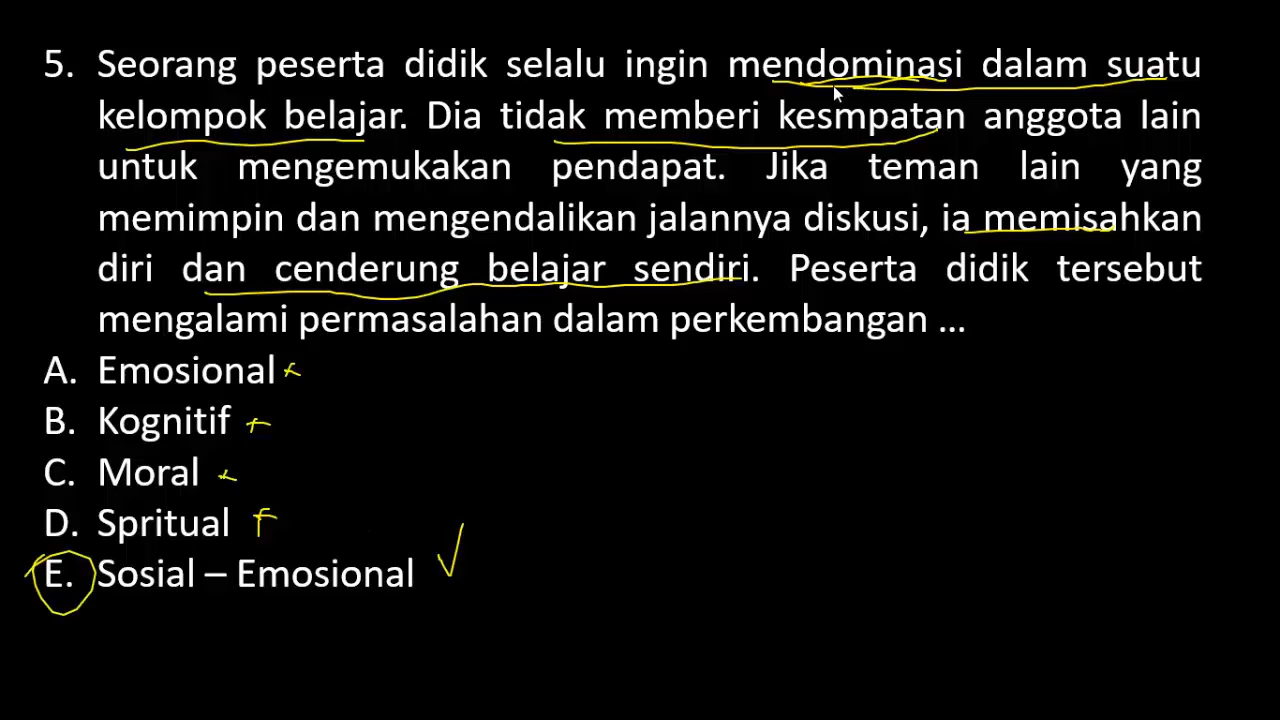 5. Seorang peserta didik selalu ingin mendominasi dalam suatu
kelompok belajar. Dia tidak memberi kesmpatan anggota lain
untuk mengemukakan pendapat. Jika teman lain yang
memimpin dan mengendalikan jalannya diskusi, ia memisahkan
diri dan cenderung belajar sendiri. Peserta didik tersebut
mengalami permasalahan dalam perkembangan ...
A. Emosional
B. Kognitif
C. Moral
D. Spritual
E. Sosial – Emosional